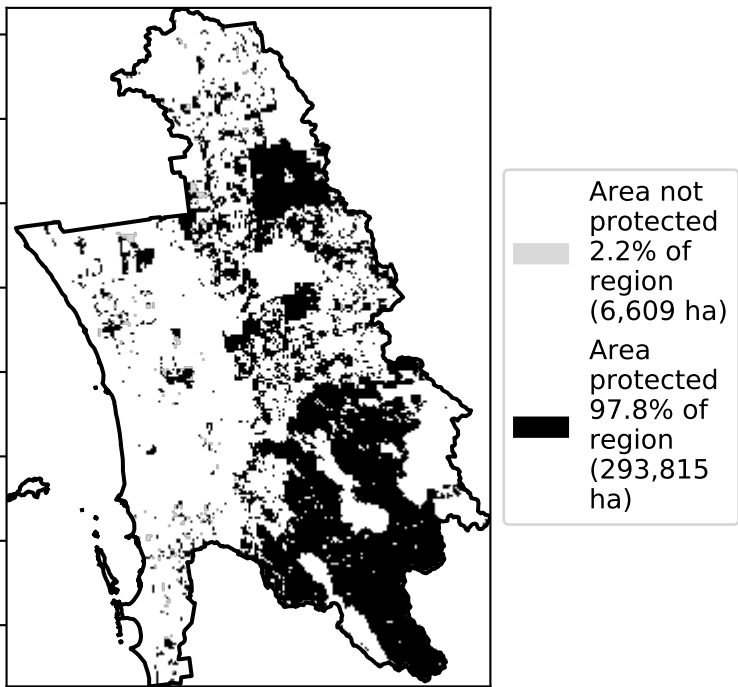 Area not
protected
2.2% of
region
(6,609 ha)
Area
protected
97.8% of
region
(293,815
ha)